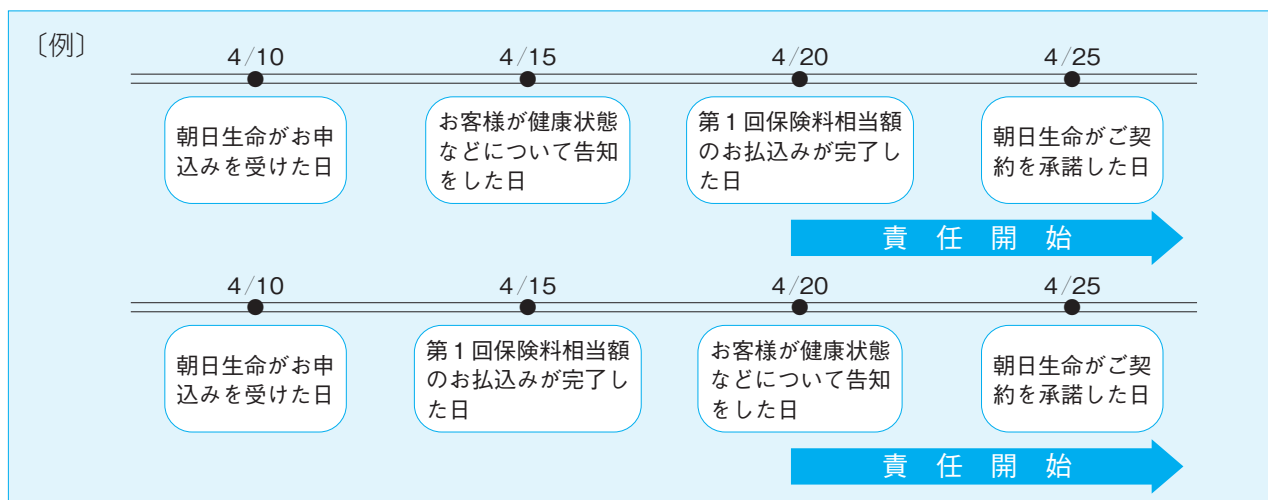 〔例〕
4/10
4/15
4/20
4/25
朝日生命がお申
込みを受けた日
お客様が健康状態
などについて告知
をした日
第1回保険料相当額
のお払込みが完了し
た日
朝日生命がご契
約を承諾した日
責任開始
4/10
4/15
4/20
4/25
朝日生命がお申
込みを受けた日
第1回保険料相当額
のお払込みが完了し
た日
お客様が健康状態
などについて告知
をした日
朝日生命がご契
約を承諾した日
責任開始